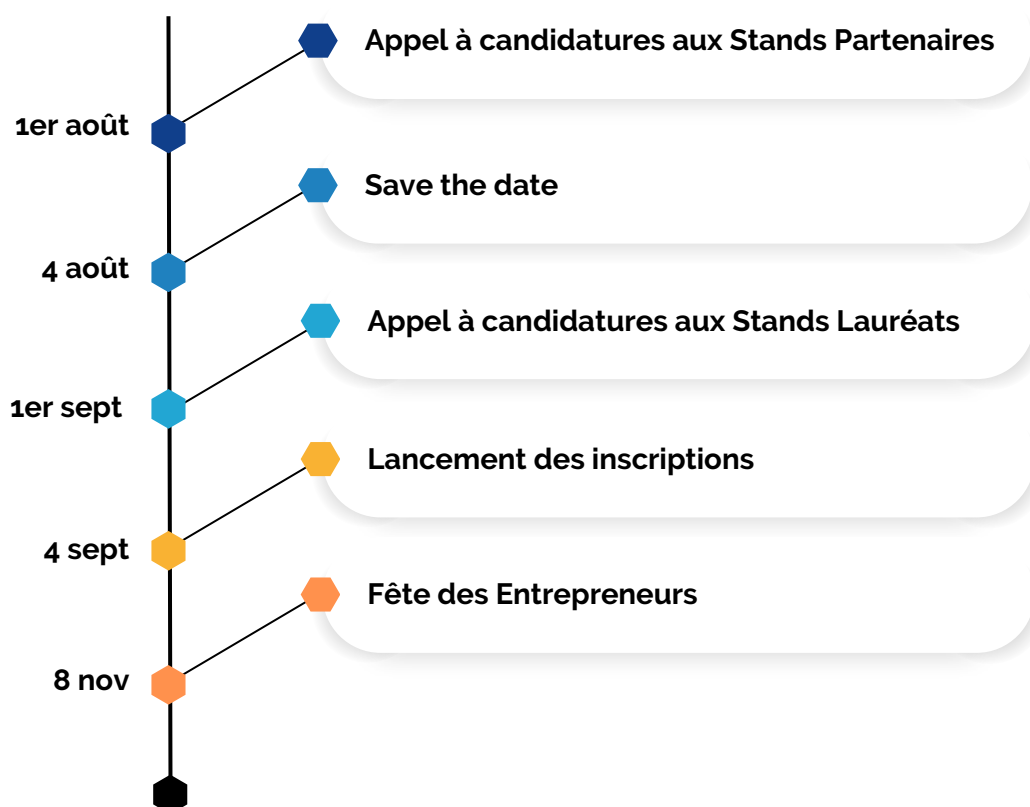 Appel à candidatures aux Stands Partenaires
1er août
Save the date
4 août
Appel à candidatures aux Stands Lauréats
1er sept
Lancement des inscriptions
4 sept
Fête des Entrepreneurs
8 nov